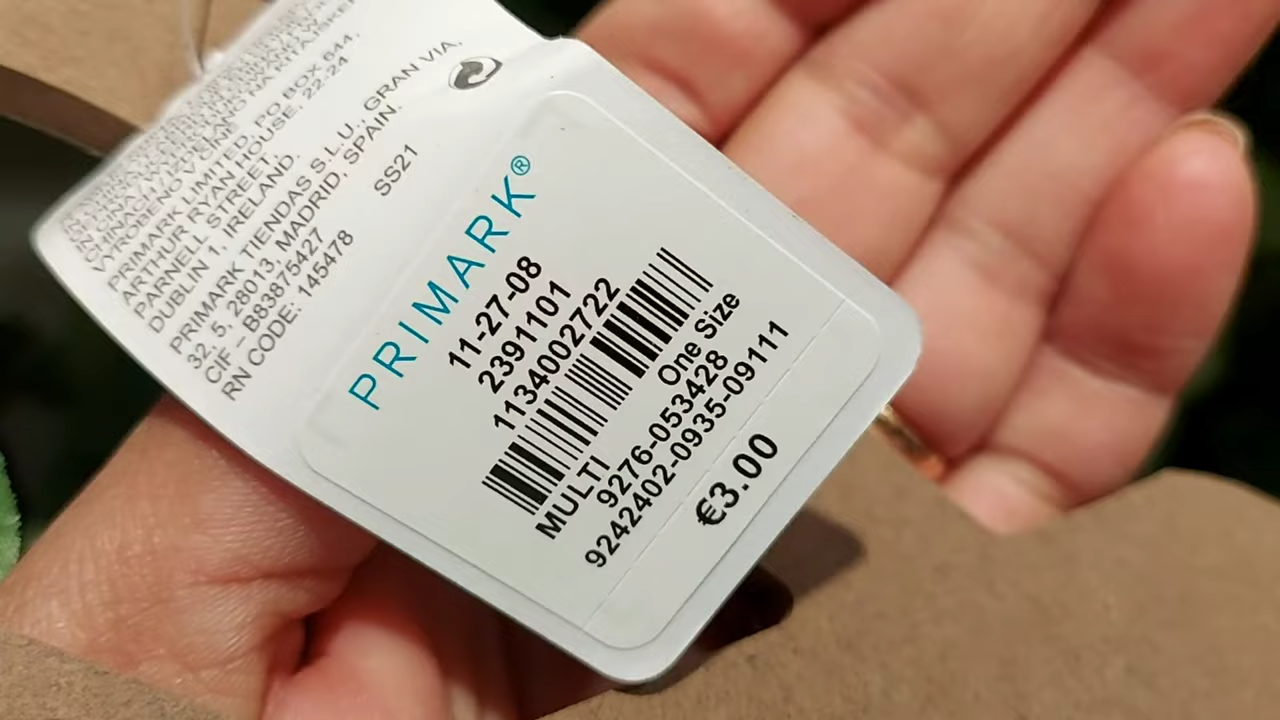 PRIMARK LIMITED, PO BOX 644,
ARTHUR RYAN HOUSE, 22-24
PARNELL STREET,
DUBLIN 1, IRELAND.
PRIMARK TIENDAS S.L.U., GRAN VIA,
32, 5, 28013, MADRID, SPAIN.
CIF – B83875427
RN CODE: 145478
SS21
PRIMARK®
11-27-08
2391101
1134002722
One Size
MULTI
9276-053428
9242402-0935-09111
€3.00